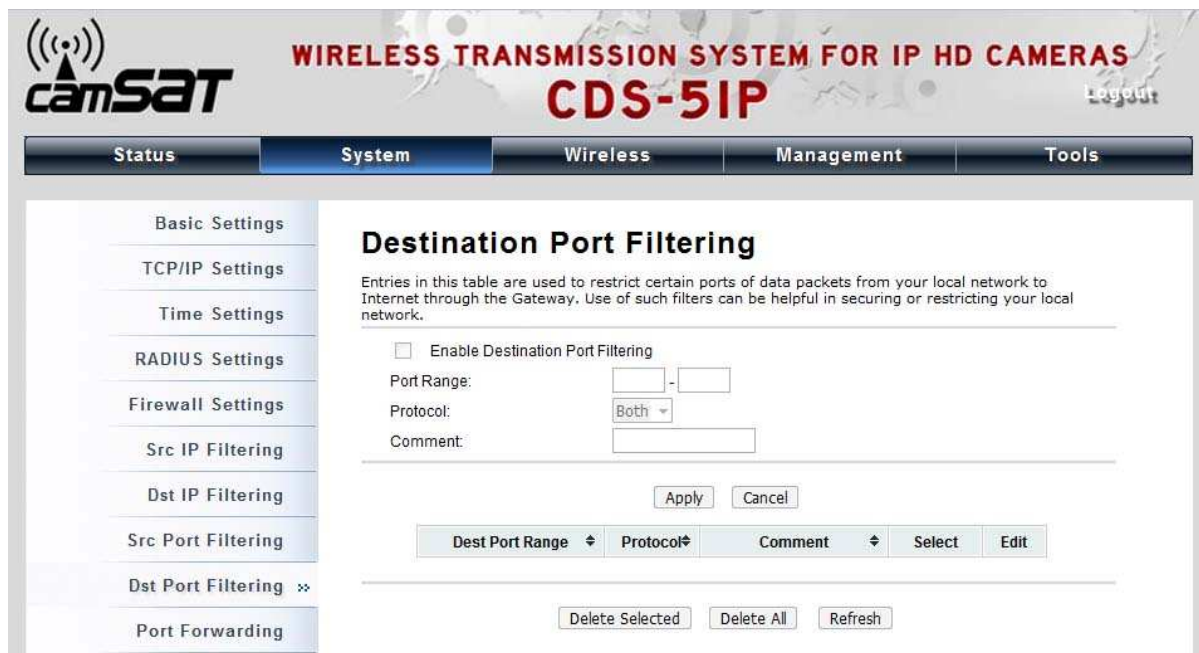 camSAT
WIRELESS TRANSMISSION SYSTEM FOR IP HD CAMERAS
CDS-5IP
Logout
Status System Wireless Management Tools
Basic Settings
TCP/IP Settings
Time Settings
RADIUS Settings
Firewall Settings
Src IP Filtering
Dst IP Filtering
Src Port Filtering
Dst Port Filtering »
Port Forwarding
Destination Port Filtering
Entries in this table are used to restrict certain ports of data packets from your local network to
Internet through the Gateway. Use of such filters can be helpful in securing or restricting your local
network.
Enable Destination Port Filtering
Port Range: -
Protocol: Both
Comment:
Apply Cancel
Dest Port Range Protocol Comment Select Edit
Delete Selected Delete All Refresh